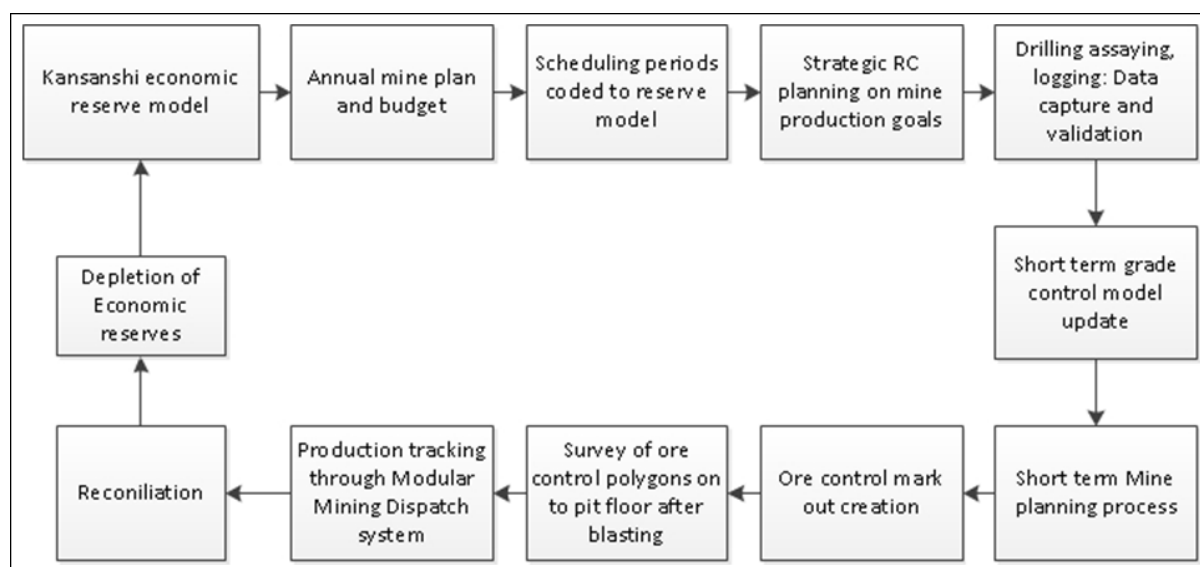 Kansanshi economic
reserve model
Annual mine plan
and budget
Scheduling periods
coded to reserve
model
Strategic RC
planning on mine
production goals
Drilling assaying,
logging: Data
capture and
validation
Short term grade
control model
update
Short term Mine
planning process
Ore control mark
out creation
Survey of ore
control polygons on
to pit floor after
blasting
Production tracking
through Modular
Mining Dispatch
system
Reconiliation
Depletion of
Economic
reserves